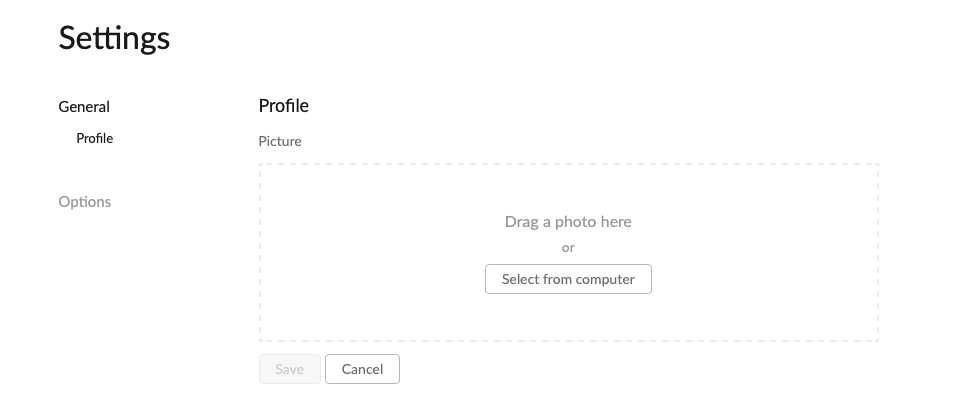 Settings
General
Profile
Options
Profile
Picture
Drag a photo here
or
Select from computer
Save
Cancel